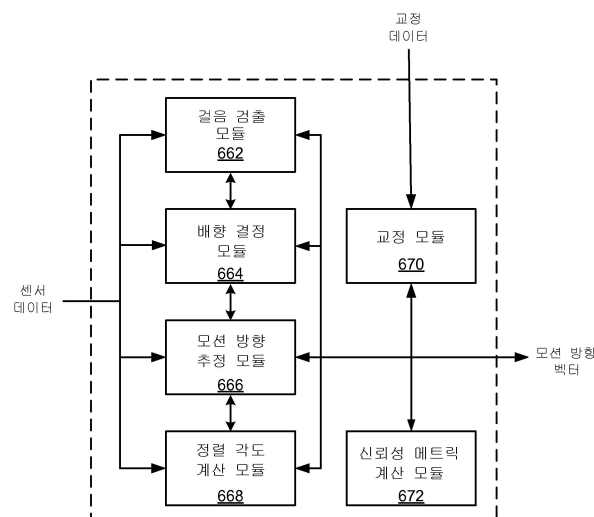 교정
데이터
걸음 검출
모듈
662
배향 결정
모듈
664
교정 모듈
670
센서
데이터
모션 방향
추정 모듈
666
모션 방향
벡터
정렬 각도
계산 모듈
668
신뢰성 메트릭
계산 모듈
672